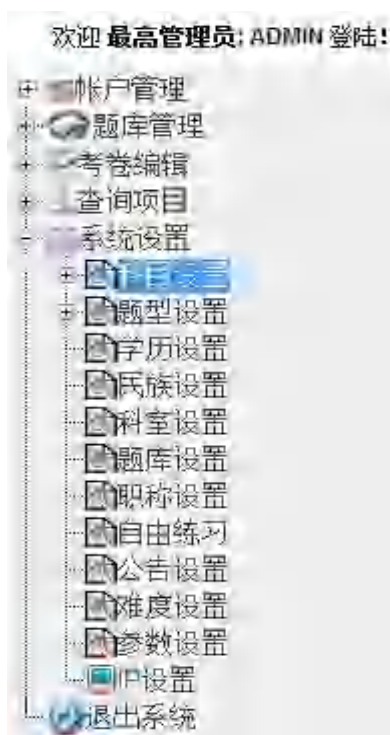 欢迎 最高管理员: ADMIN 登陆!
帐户管理
题库管理
考卷编辑
查询项目
系统设置
科目设置
题型设置
学历设置
民族设置
科室设置
题库设置
职称设置
自由练习
公告设置
难度设置
参数设置
IP设置
退出系统